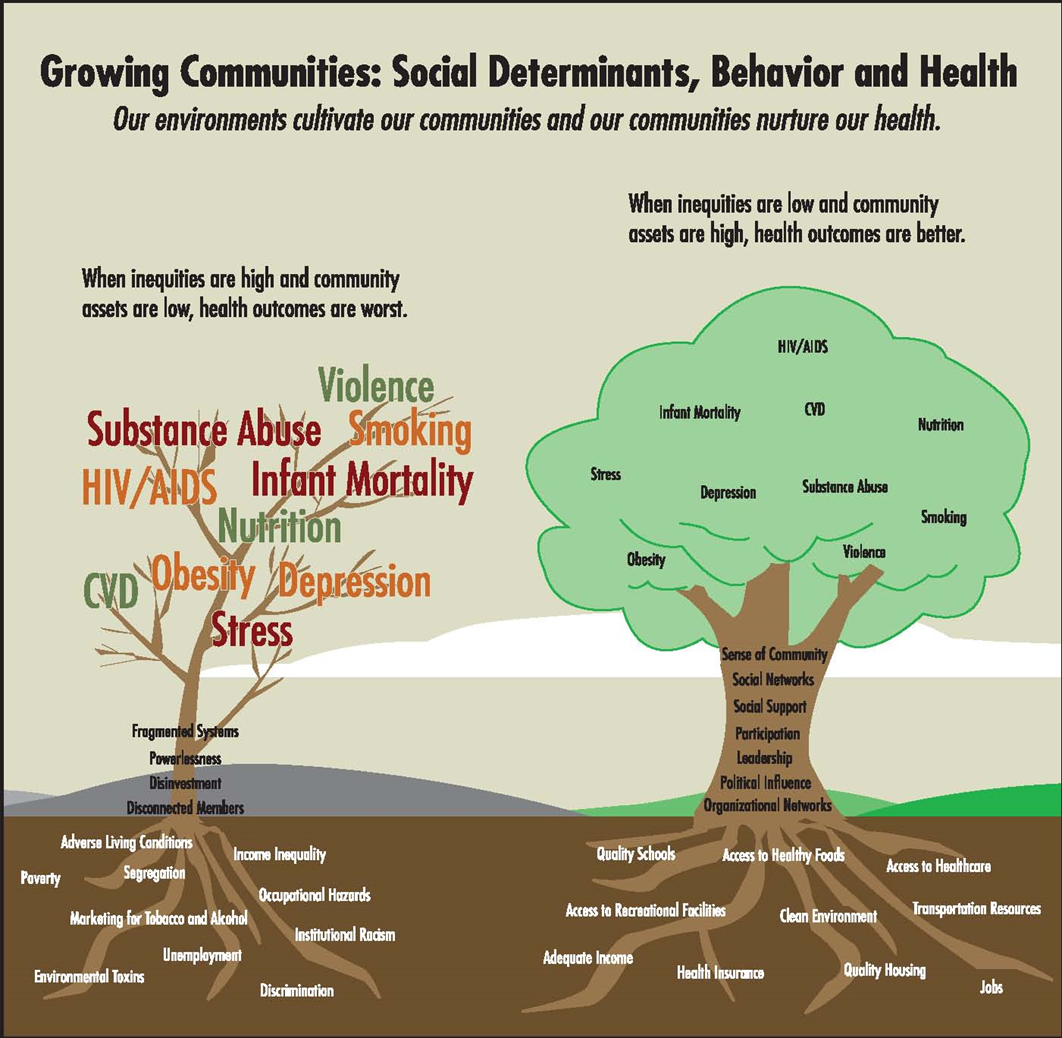 Growing Communities: Social Determinants, Behavior and Health
Our environments cultivate our communities and our communities nurture our health.
When inequities are high and community
assets are low, health outcomes are worst.
Violence
Substance Abuse
Smoking
HIV/AIDS
Infant Mortality
Nutrition
CVD
Obesity
Depression
Stress
Fragmented Systems
Powerlessness
Disinvestment
Disconnected Members
Adverse Living Conditions
Income Inequality
Poverty
Segregation
Occupational Hazards
Marketing for Tobacco and Alcohol
Institutional Racism
Unemployment
Environmental Toxins
Discrimination
When inequities are low and community
assets are high, health outcomes are better.
HIV/AIDS
Infant Mortality
CVD
Nutrition
Stress
Depression
Substance Abuse
Smoking
Obesity
Violence
Sense of Community
Social Networks
Social Support
Participation
Leadership
Political Influence
Organizational Networks
Quality Schools
Access to Healthy Foods
Access to Healthcare
Access to Recreational Facilities
Clean Environment
Transportation Resources
Adequate Income
Health Insurance
Quality Housing
Jobs